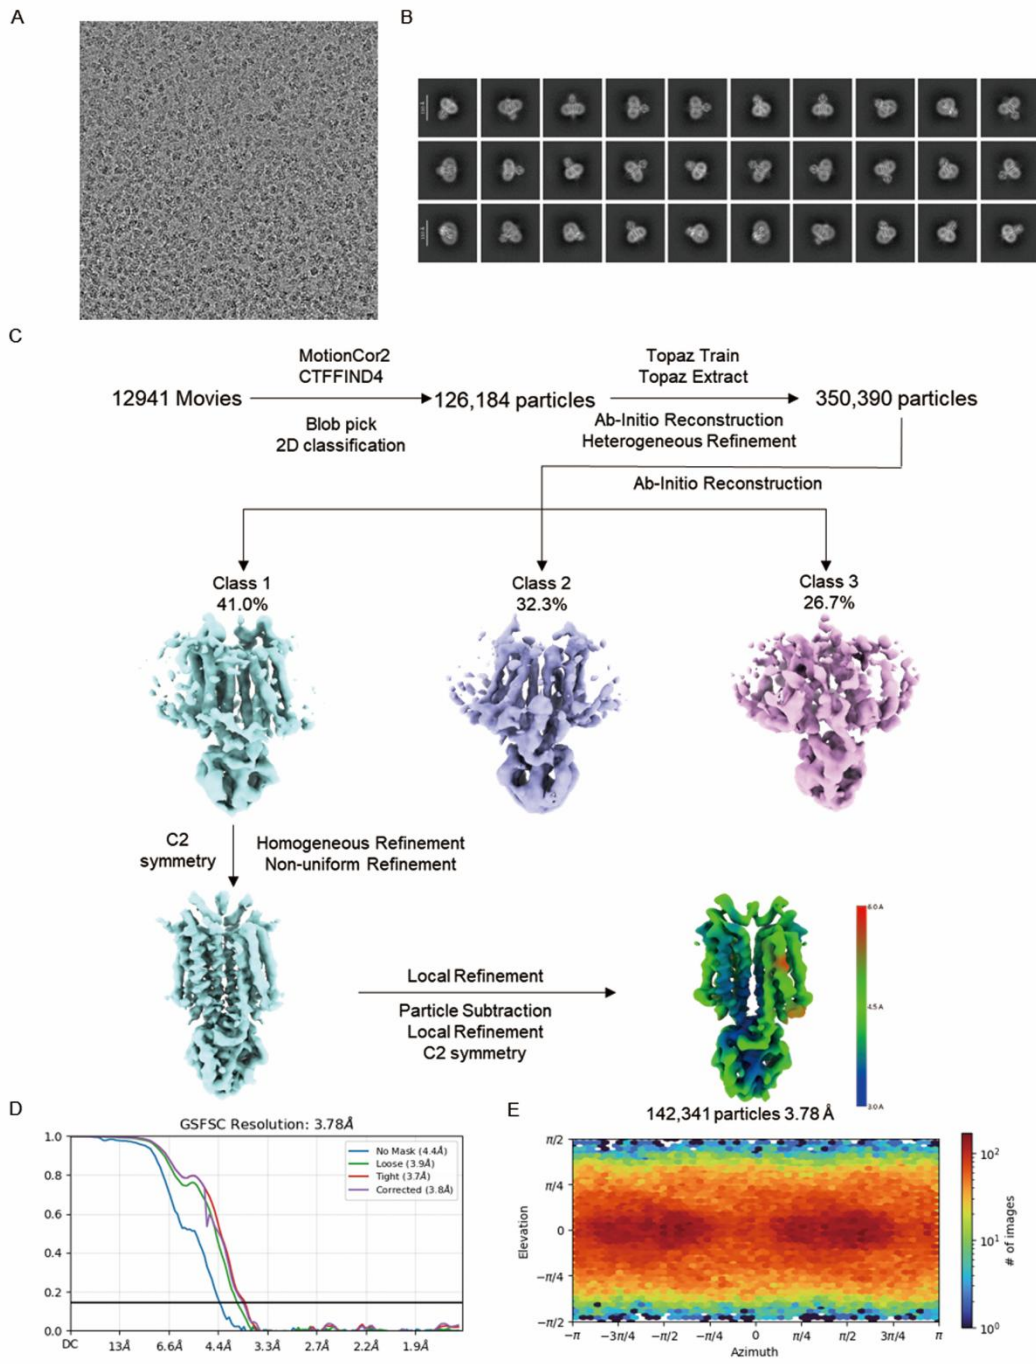 A
B
C
12941 Movies
MotionCor2
CTFFIND4
Blob pick
2D classification
126,184 particles
Topaz Train
Topaz Extract
Ab-Initio Reconstruction
Heterogeneous Refinement
350,390 particles
Ab-Initio Reconstruction
Class 1
41.0%
Class 2
32.3%
Class 3
26.7%
C2
symmetry
Homogeneous Refinement
Non-uniform Refinement
Local Refinement
Particle Subtraction
Local Refinement
C2 symmetry
6.0 Å
4.5 Å
3.0 Å
142,341 particles 3.78 Å
D
GSFSC Resolution: 3.78Å
1.0
0.8
0.6
0.4
0.2
0.0
No Mask (4.4Å)
Loose (3.9Å)
Tight (3.7Å)
Corrected (3.8Å)
DC 13Å 6.6Å 4.4Å 3.3Å 2.7Å 2.2Å 1.9Å
E
π/2
π/4
0
−π/4
−π/2
Elevation
−π −3π/4 −π/2 −π/4 0 π/4 π/2 3π/4 π
Azimuth
10²
10¹
10⁰
# of images